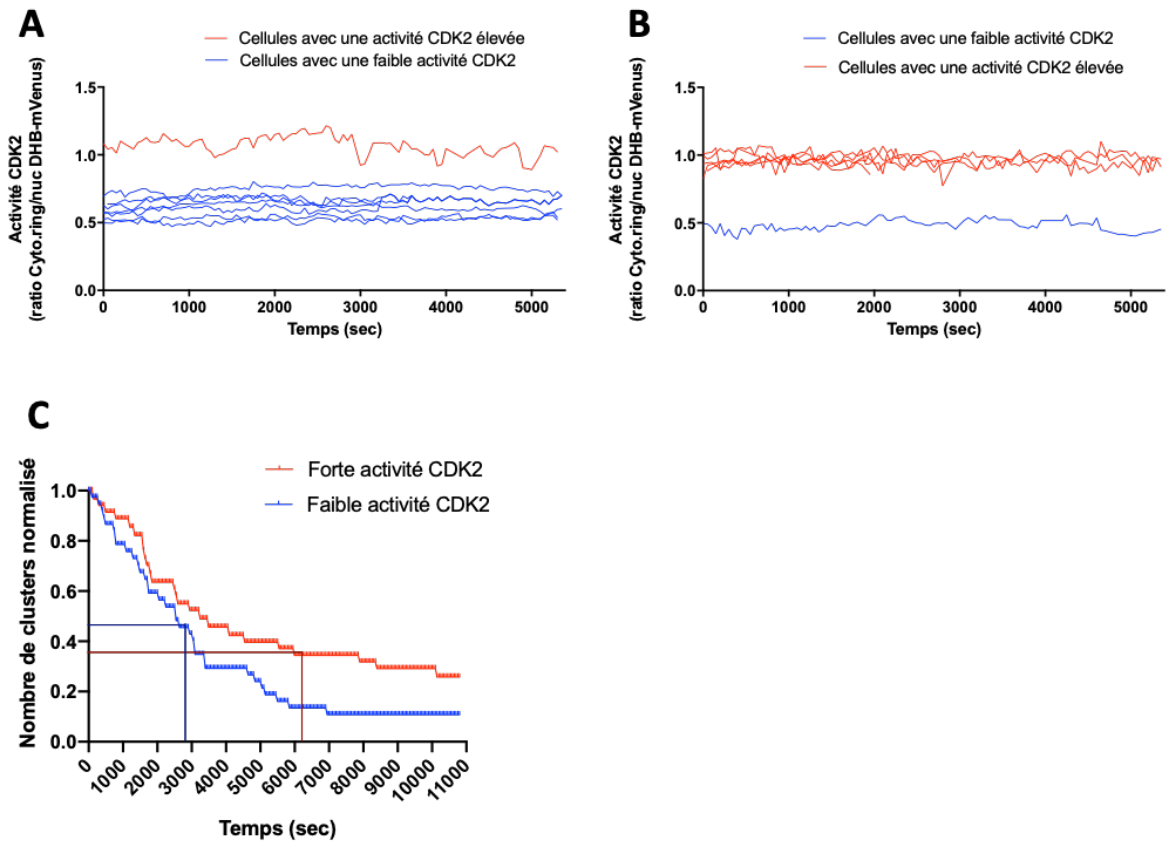 A
Cellules avec une activité CDK2 élevée
Cellules avec une faible activité CDK2
Activité CDK2
(ratio Cyto.ring/nuc DHB-mVenus)
1.5
1.0
0.5
0.0
0
1000
2000
3000
4000
5000
Temps (sec)
B
Cellules avec une faible activité CDK2
Cellules avec une activité CDK2 élevée
Activité CDK2
(ratio Cyto.ring/nuc DHB-mVenus)
1.5
1.0
0.5
0.0
0
1000
2000
3000
4000
5000
Temps (sec)
C
Forte activité CDK2
Faible activité CDK2
Nombre de clusters normalisé
1.0
0.8
0.6
0.4
0.2
0.0
0
1000
2000
3000
4000
5000
6000
7000
8000
9000
10000
11000
Temps (sec)